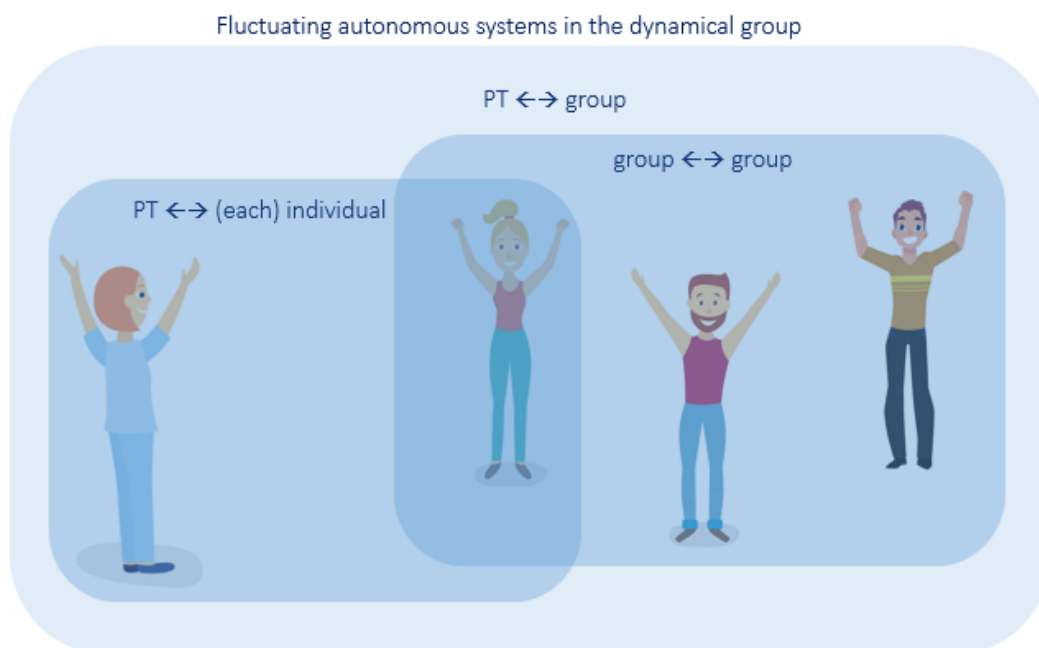 Fluctuating autonomous systems in the dynamical group
PT ←→ group
group ←→ group
PT ←→ (each) individual